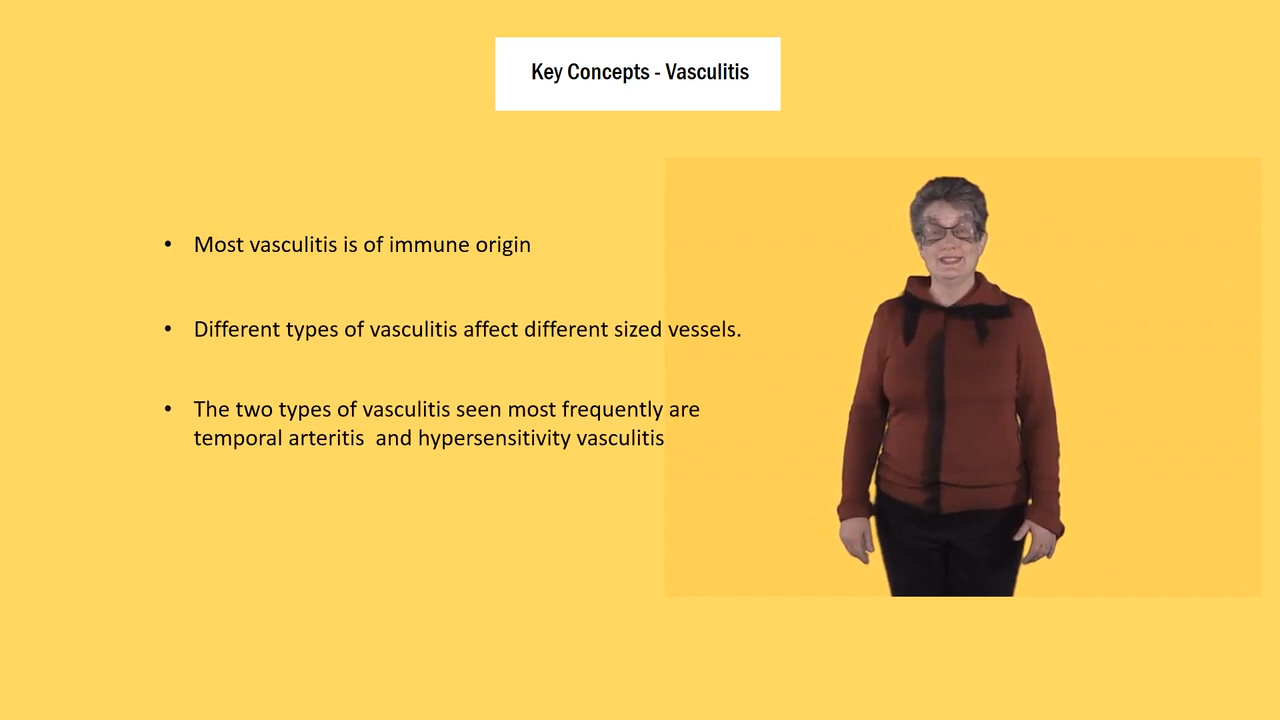 Key Concepts - Vasculitis
• Most vasculitis is of immune origin
• Different types of vasculitis affect different sized vessels.
• The two types of vasculitis seen most frequently are
temporal arteritis  and hypersensitivity vasculitis